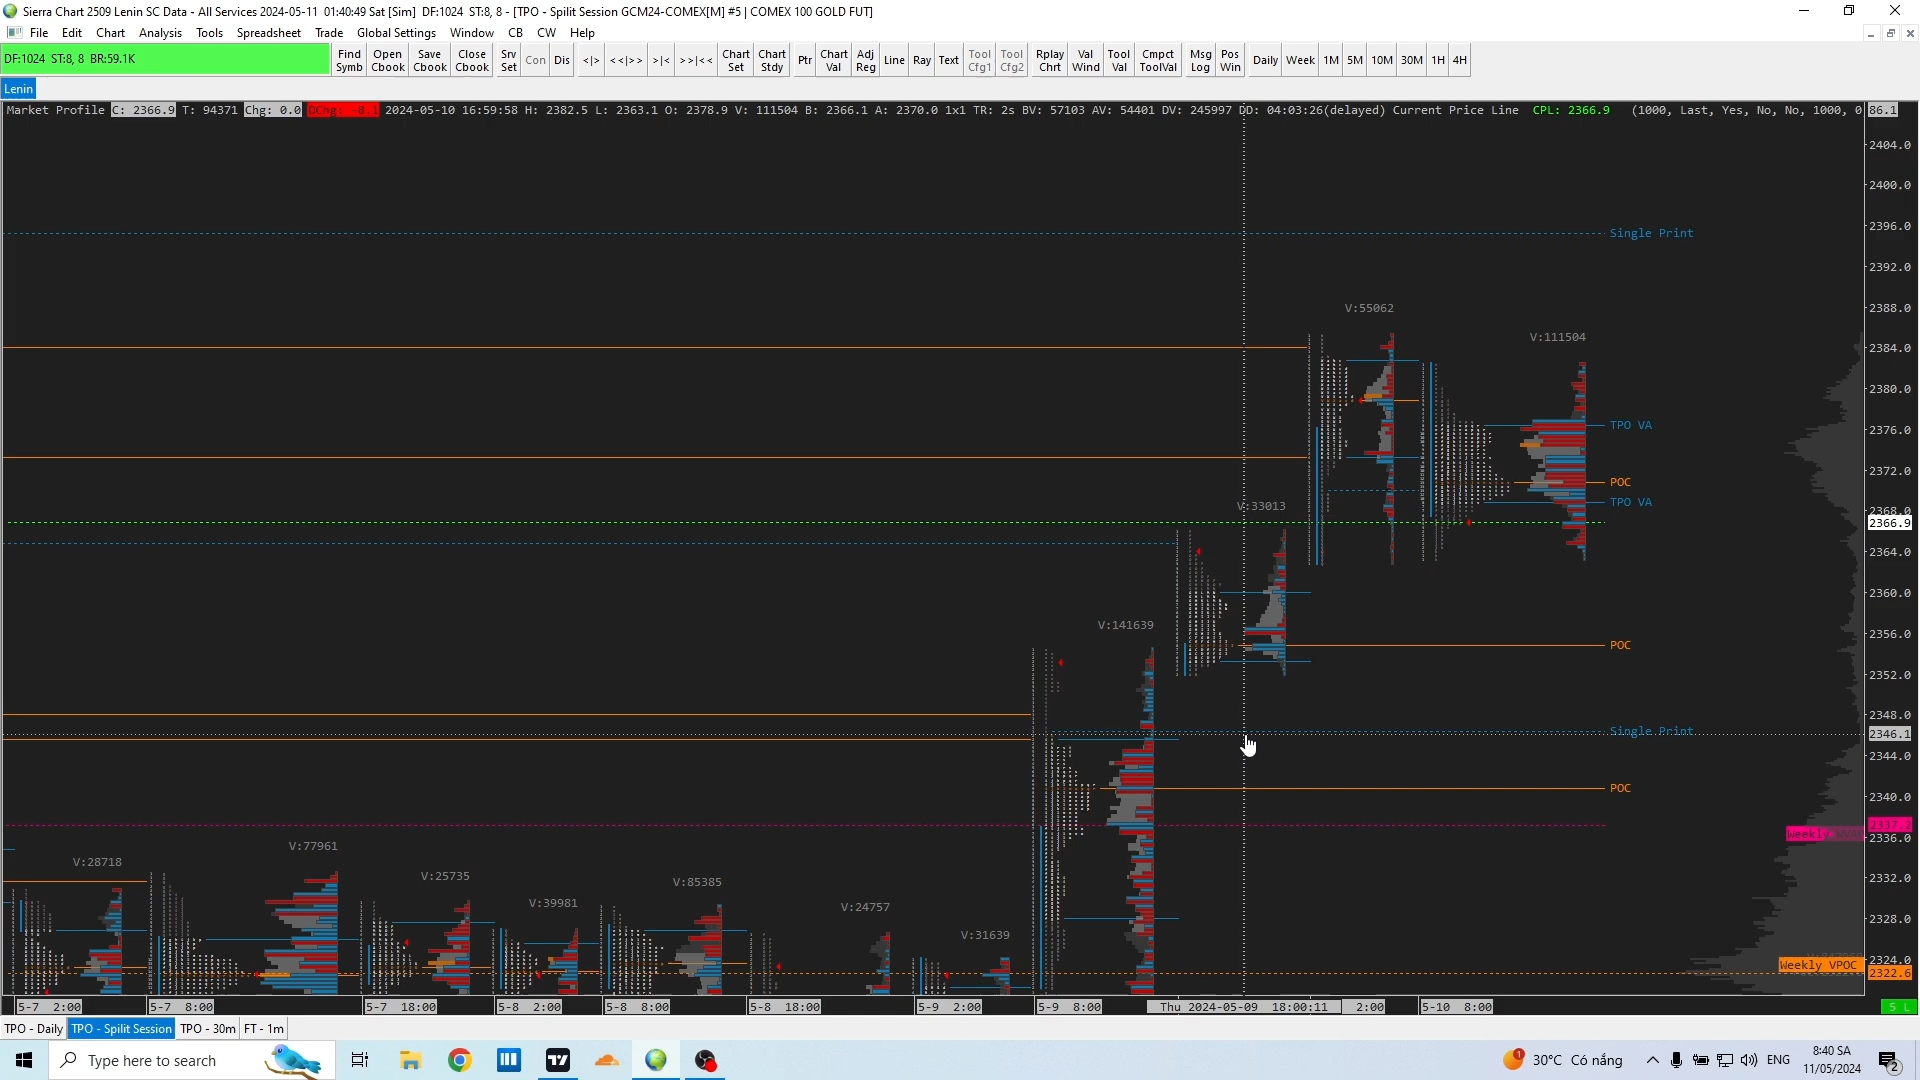 Sierra Chart 2509 Lenin SC Data - All Services 2024-05-11  01:40:49 Sat [Sim]  DF:1024  ST:8, 8 - [TPO - Spilit Session GCM24-COMEX[M] #5 | COMEX 100 GOLD FUT]
File Edit Chart Analysis Tools Spreadsheet Trade Global Settings Window CB CW Help
DF:1024  ST:8, 8  BR:59.1K
Find Symb Open Cbook Save Cbook Close Cbook Srv Set Con Dis <|> <<|>> >|< >>|<< Chart Set Chart Stdy Ptr Chart Val Adj Reg Line Ray Text Tool Cfg1 Tool Cfg2 Rplay Chrt Val Wind Tool Val Cmpct ToolVal Msg Log Pos Win Daily Week 1M 5M 10M 30M 1H 4H
Lenin
Market Profile C: 2366.9 T: 94371 Chg: 0.0 DChg: -8.1 2024-05-10 16:59:58 H: 2382.5 L: 2363.1 O: 2378.9 V: 111504 B: 2366.1 A: 2370.0 1x1 TR: 2s BV: 57103 AV: 54401 DV: 245997 DD: 04:03:26(delayed) Current Price Line CPL: 2366.9 (1000, Last, Yes, No, No, 1000, 0 86.1
2404.0
2400.0
2396.0
Single Print
2392.0
V:55062 2388.0
V:111504
2384.0
2380.0
TPO VA
2376.0
2372.0
POC
TPO VA
V:33013 2368.0
2366.9
2364.0
2360.0
V:141639
2356.0
POC
2352.0
2348.0
Single Print 2346.1
2344.0
POC
2340.0
2337.2
Weekly
2336.0
V:77961
V:28718
V:25735 V:85385 2332.0
V:39981 V:24757
2328.0
V:31639
2324.0
Weekly VPOC
2322.6
5-7 2:00 5-7 8:00 5-7 18:00 5-8 2:00 5-8 8:00 5-8 18:00 5-9 2:00 5-9 8:00 Thu 2024-05-09 18:00:11 2:00 5-10 8:00 5 L
TPO - Daily TPO - Spilit Session TPO - 30m FT - 1m
Type here to search
30°C Có nắng ENG
8:40 SA
11/05/2024
1
2